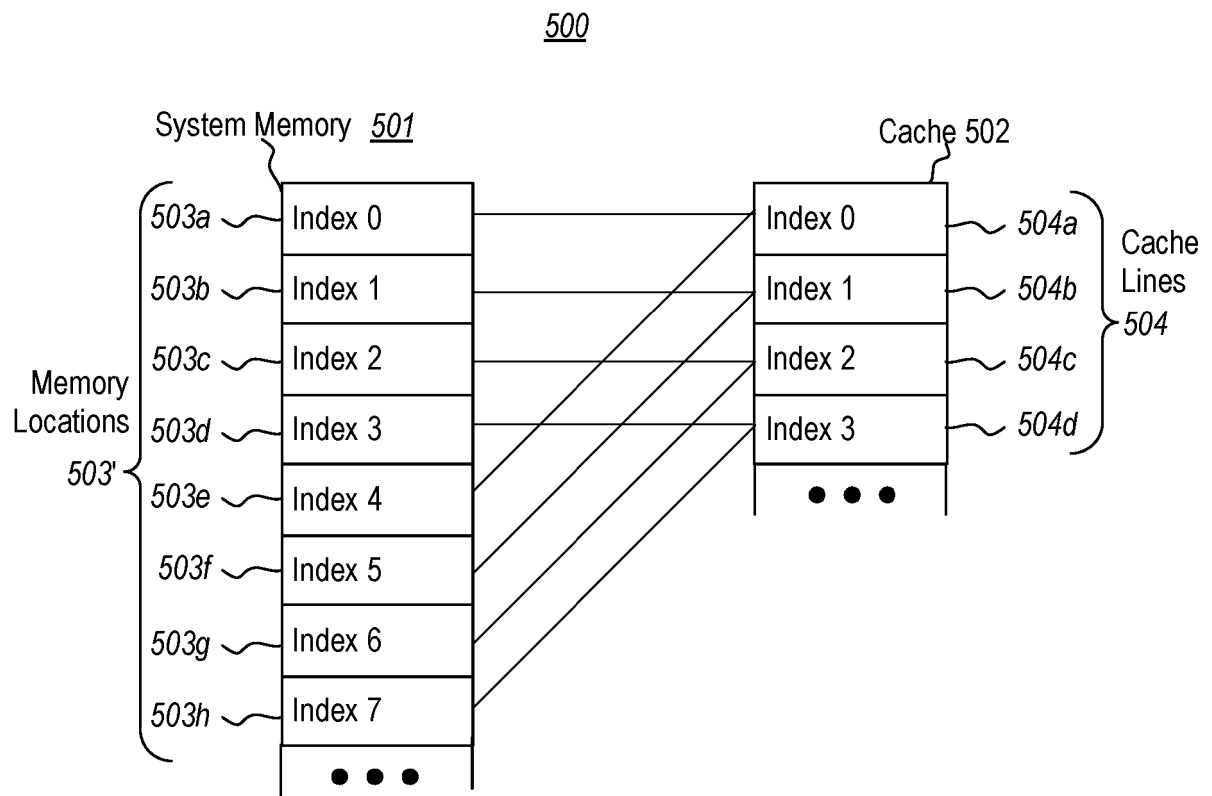 500
System Memory 501
Cache 502
503a Index 0
503b Index 1
503c Index 2
503d Index 3
503e Index 4
503f Index 5
503g Index 6
503h Index 7
Memory
Locations
503'
Index 0 504a
Index 1 504b
Index 2 504c
Index 3 504d
Cache
Lines
504